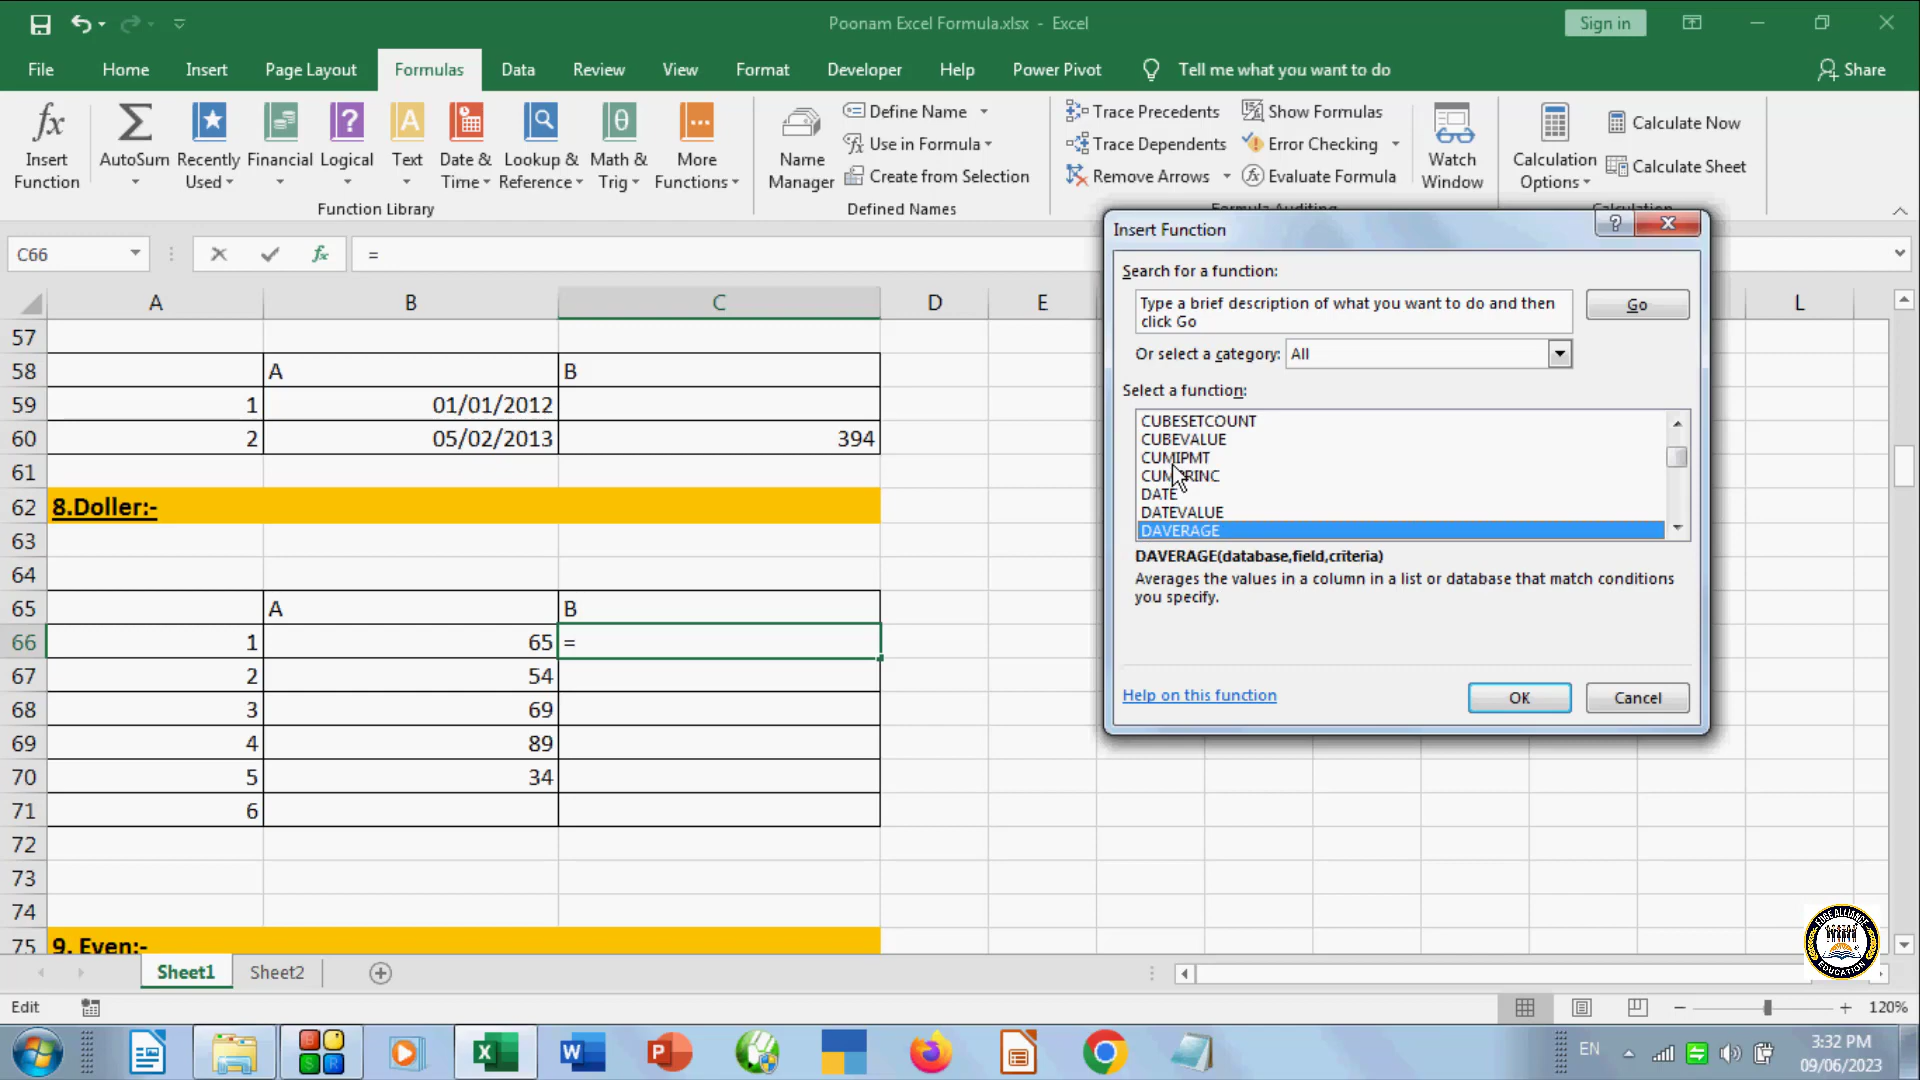 Poonam Excel Formula.xlsx - Excel
Sign in
File Home Insert Page Layout Formulas Data Review View Format Developer Help Power Pivot Tell me what you want to do Share
Insert Function
AutoSum
Recently Used
Financial
Logical
Text
Date & Time
Lookup & Reference
Math & Trig
More Functions
Function Library
Name Manager
Define Name
Use in Formula
Create from Selection
Defined Names
Trace Precedents
Trace Dependents
Remove Arrows
Show Formulas
Error Checking
Evaluate Formula
Watch Window
Calculation Options
Calculate Now
Calculate Sheet
C66
fx
=
A B C D E L
57
58 A B
59 1 01/01/2012
60 2 05/02/2013 394
61
62 8.Doller:-
63
64
65 A B
66 1 65 =
67 2 54
68 3 69
69 4 89
70 5 34
71 6
72
73
74
75 9. Even:-
Insert Function
Search for a function:
Type a brief description of what you want to do and then click Go
Go
Or select a category: All
Select a function:
CUBESETCOUNT
CUBEVALUE
CUMIPMT
CUMPRINC
DATE
DATEVALUE
DAVERAGE
DAVERAGE(database,field,criteria)
Averages the values in a column in a list or database that match conditions
you specify.
Help on this function
OK
Cancel
EDGE ALLIANCE
EDUCATION
Sheet1 Sheet2
Edit
120%
EN
3:32 PM
09/06/2023